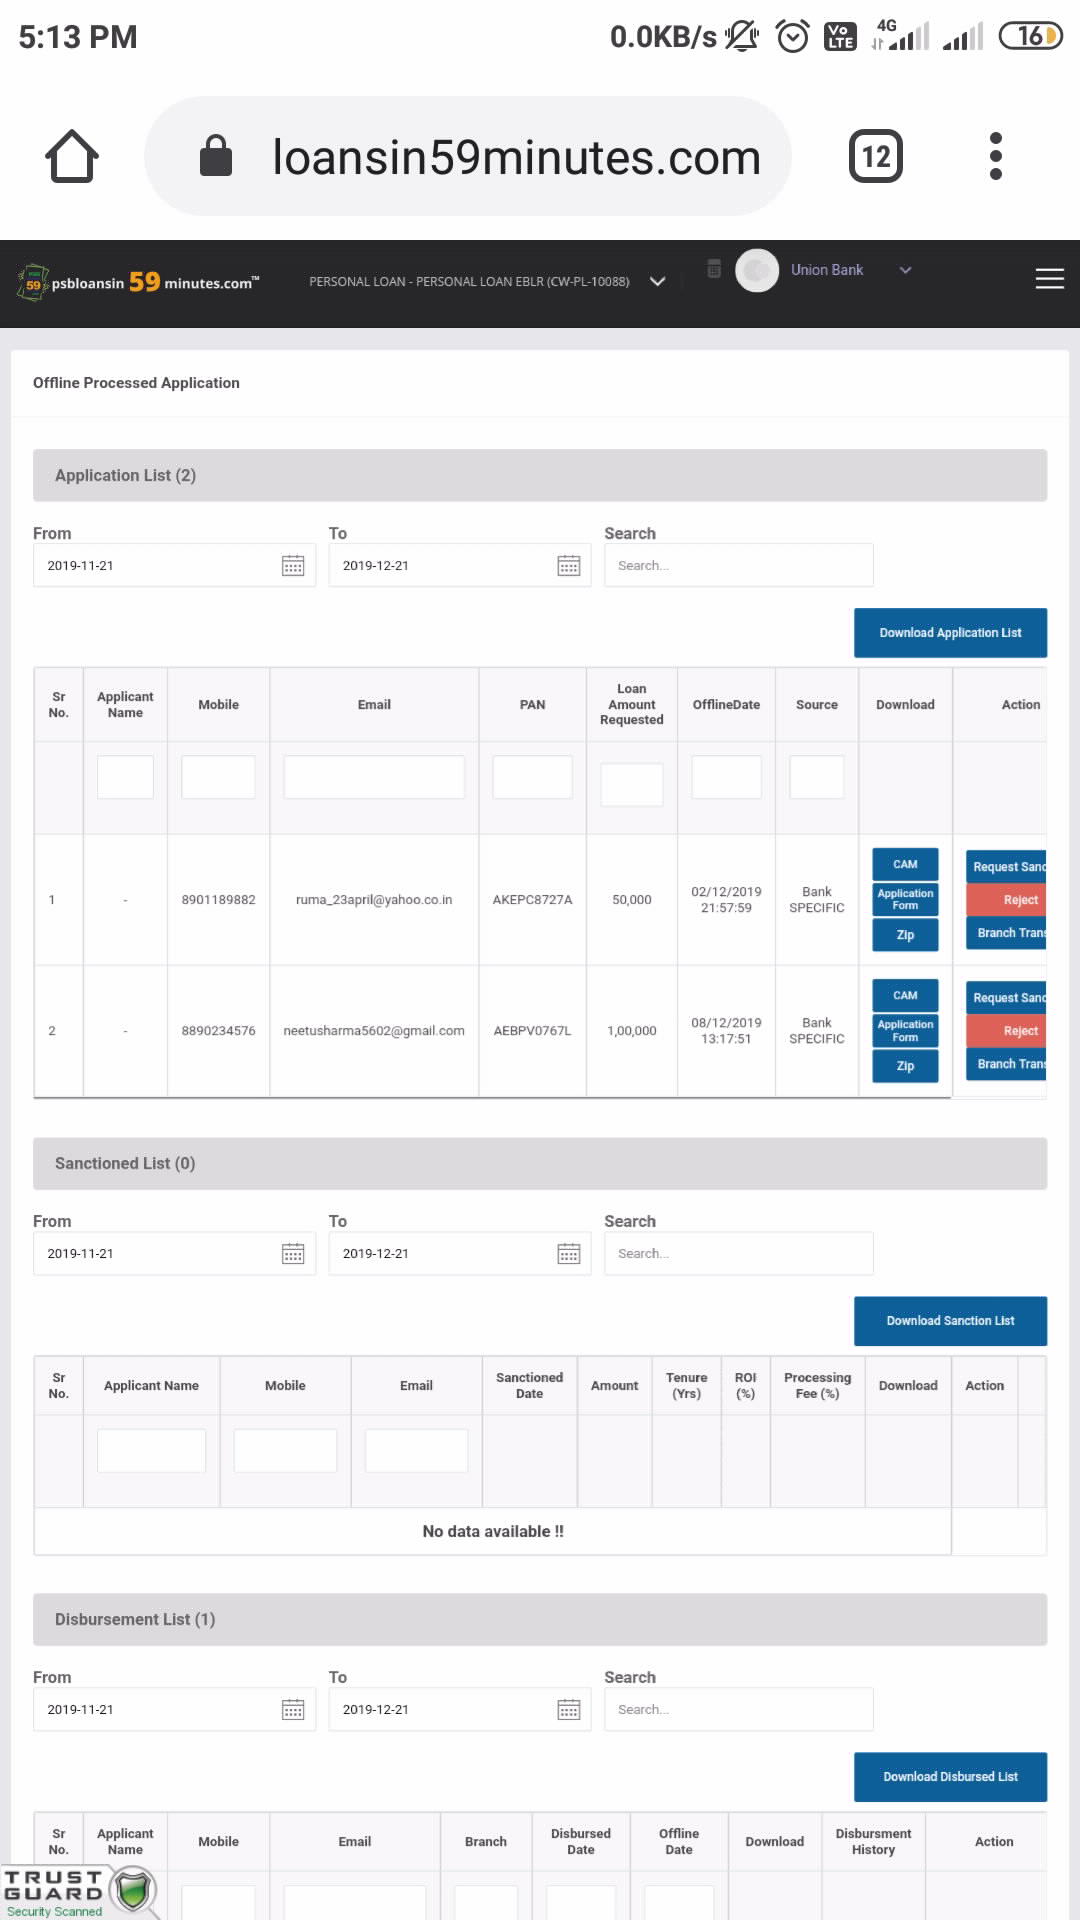 5:13 PM 0.0KB/s Vo LTE 4G 16
loansin59minutes.com 12
59 psbloansin 59 minutes.com™ PERSONAL LOAN - PERSONAL LOAN EBLR (CW-PL-10088) Union Bank
Offline Processed Application
Application List (2)
From To Search
2019-11-21 2019-12-21 Search...
Download Application List
Sr No. Applicant Name Mobile Email PAN Loan Amount Requested OfflineDate Source Download Action
1 - 8901189882 ruma_23april@yahoo.co.in AKEPC8727A 50,000 02/12/2019 21:57:59 Bank SPECIFIC CAM Application Form Zip Request Sanc Reject Branch Trans
2 - 8890234576 neetusharma5602@gmail.com AEBPV0767L 1,00,000 08/12/2019 13:17:51 Bank SPECIFIC CAM Application Form Zip Request Sanc Reject Branch Trans
Sanctioned List (0)
From To Search
2019-11-21 2019-12-21 Search...
Download Sanction List
Sr No. Applicant Name Mobile Email Sanctioned Date Amount Tenure (Yrs) ROI (%) Processing Fee (%) Download Action
No data available !!
Disbursement List (1)
From To Search
2019-11-21 2019-12-21 Search...
Download Disbursed List
Sr No. Applicant Name Mobile Email Branch Disbursed Date Offline Date Download Disbursment History Action
TRUST
GUARD
Security Scanned